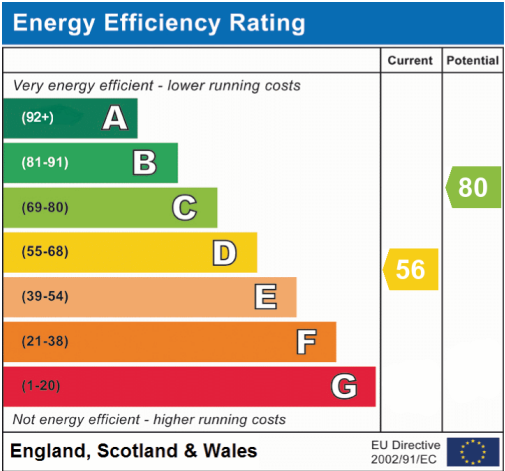 Energy Efficiency Rating
Current Potential
Very energy efficient - lower running costs
(92+) A
(81-91) B
(69-80) C
80
(55-68) D
56
(39-54) E
(21-38) F
(1-20) G
Not energy efficient - higher running costs
England, Scotland & Wales
EU Directive
2002/91/EC